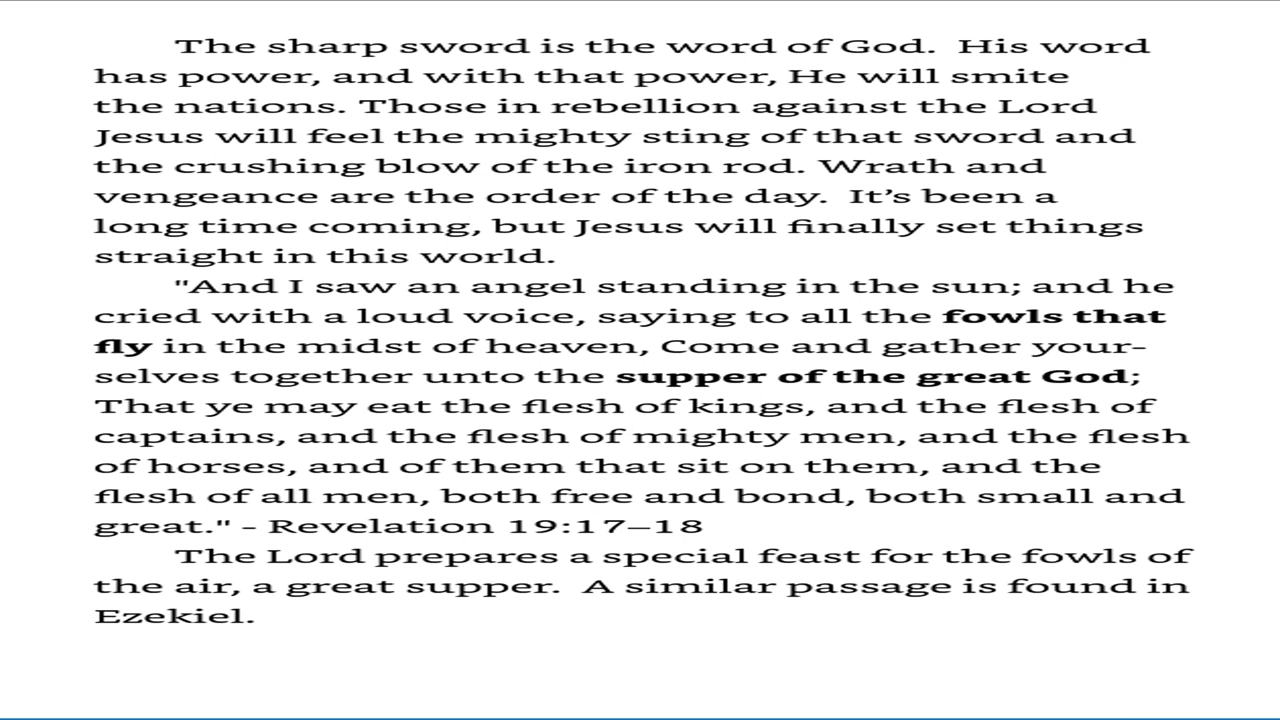 The sharp sword is the word of God.  His word
has power, and with that power, He will smite
the nations. Those in rebellion against the Lord
Jesus will feel the mighty sting of that sword and
the crushing blow of the iron rod. Wrath and
vengeance are the order of the day.  It’s been a
long time coming, but Jesus will finally set things
straight in this world.
"And I saw an angel standing in the sun; and he
cried with a loud voice, saying to all the fowls that
fly in the midst of heaven, Come and gather your-
selves together unto the supper of the great God;
That ye may eat the flesh of kings, and the flesh of
captains, and the flesh of mighty men, and the flesh
of horses, and of them that sit on them, and the
flesh of all men, both free and bond, both small and
great." - Revelation 19:17–18
The Lord prepares a special feast for the fowls of
the air, a great supper.  A similar passage is found in
Ezekiel.